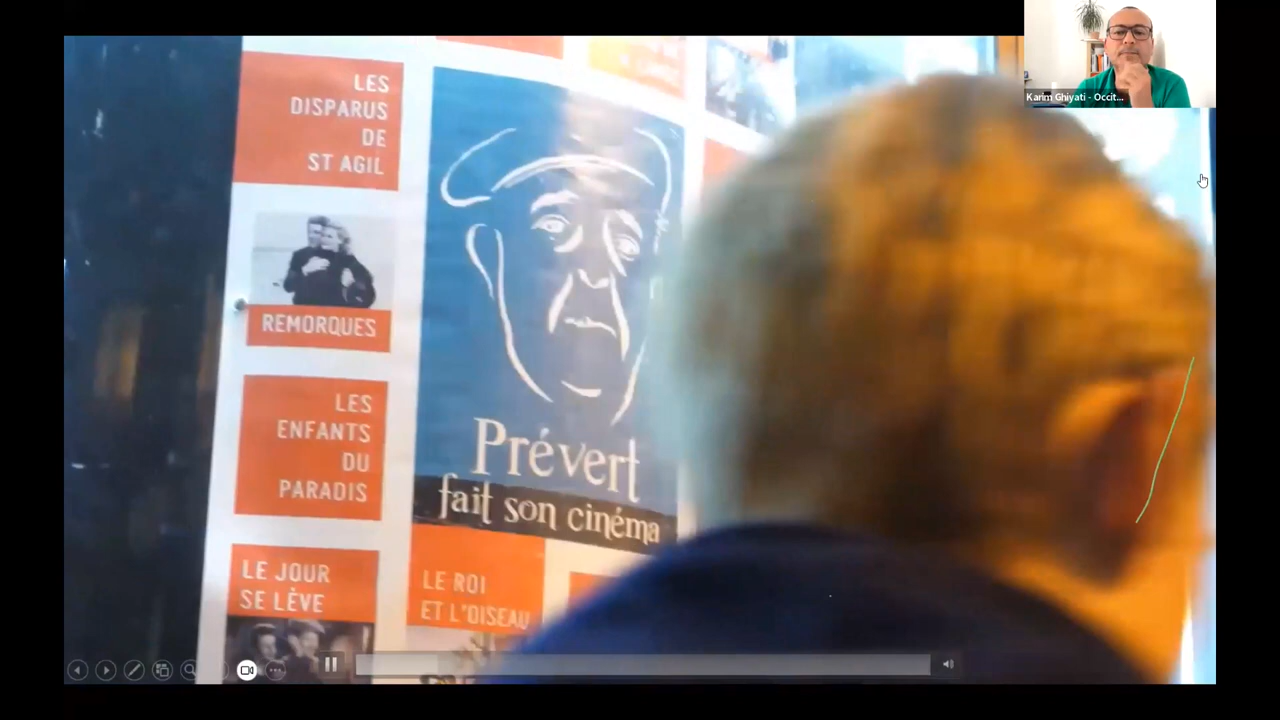 LES
DISPARUS
DE
ST AGIL
REMORQUES
LES
ENFANTS
DU
PARADIS
LE JOUR
SE LÈVE
Prévert
fait son cinéma
LE ROI
ET L'OISEAU
Karim Ghiyati - Occit...